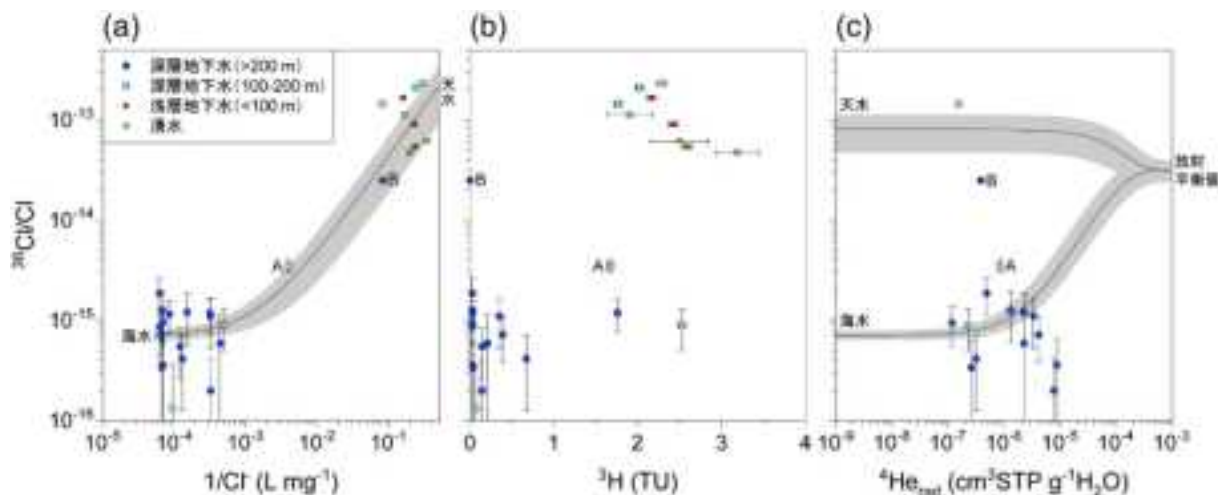 (a)
深層地下水(>200 m)
深層地下水(100-200 m)
浅層地下水(<100 m)
湧水
天水
B
A
海水
³⁶Cl/Cl
10⁻¹³
10⁻¹⁴
10⁻¹⁵
10⁻¹⁶
10⁻⁵
10⁻⁴
10⁻³
10⁻²
10⁻¹
1/Cl⁻ (L mg⁻¹)
(b)
B
A
0
1
2
3
4
³H (TU)
(c)
天水
放射
平衡値
B
A
海水
10⁻⁹
10⁻⁸
10⁻⁷
10⁻⁶
10⁻⁵
10⁻⁴
10⁻³
⁴He_rad (cm³STP g⁻¹H₂O)